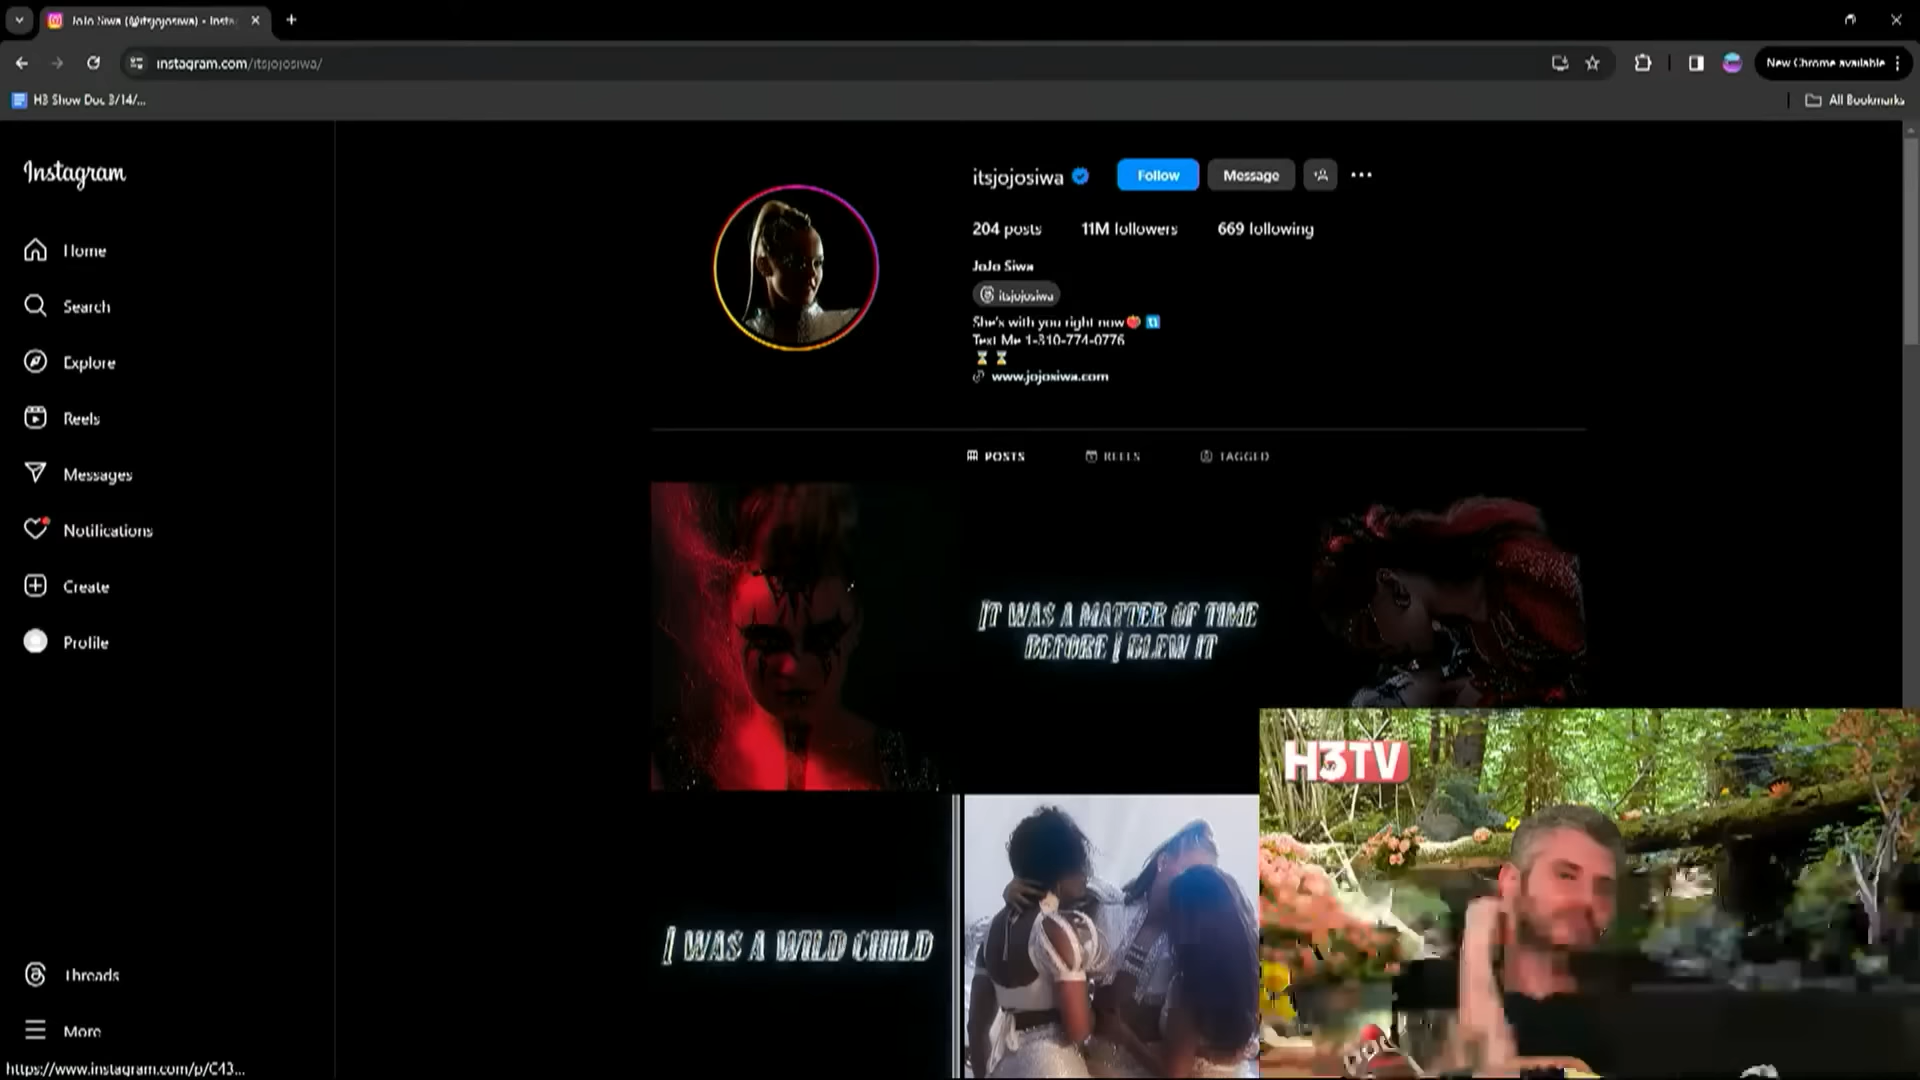 JoJo Siwa (@itsjojosiwa) • Insta
instagram.com/itsjojosiwa/
New Chrome available
H3 Show Doc 3/14/...
All Bookmarks
Instagram
Home
Search
Explore
Reels
Messages
Notifications
Create
Profile
Threads
More
itsjojosiwa
Follow
Message
204 posts
11M followers
669 following
JoJo Siwa
itsjojosiwa
She's with you right now
Text Me 1-310-774-0776
www.jojosiwa.com
POSTS
REELS
TAGGED
IT WAS A MATTER OF TIME
BEFORE I BLEW IT
I WAS A WILD CHILD
H3TV
https://www.instagram.com/p/C43...